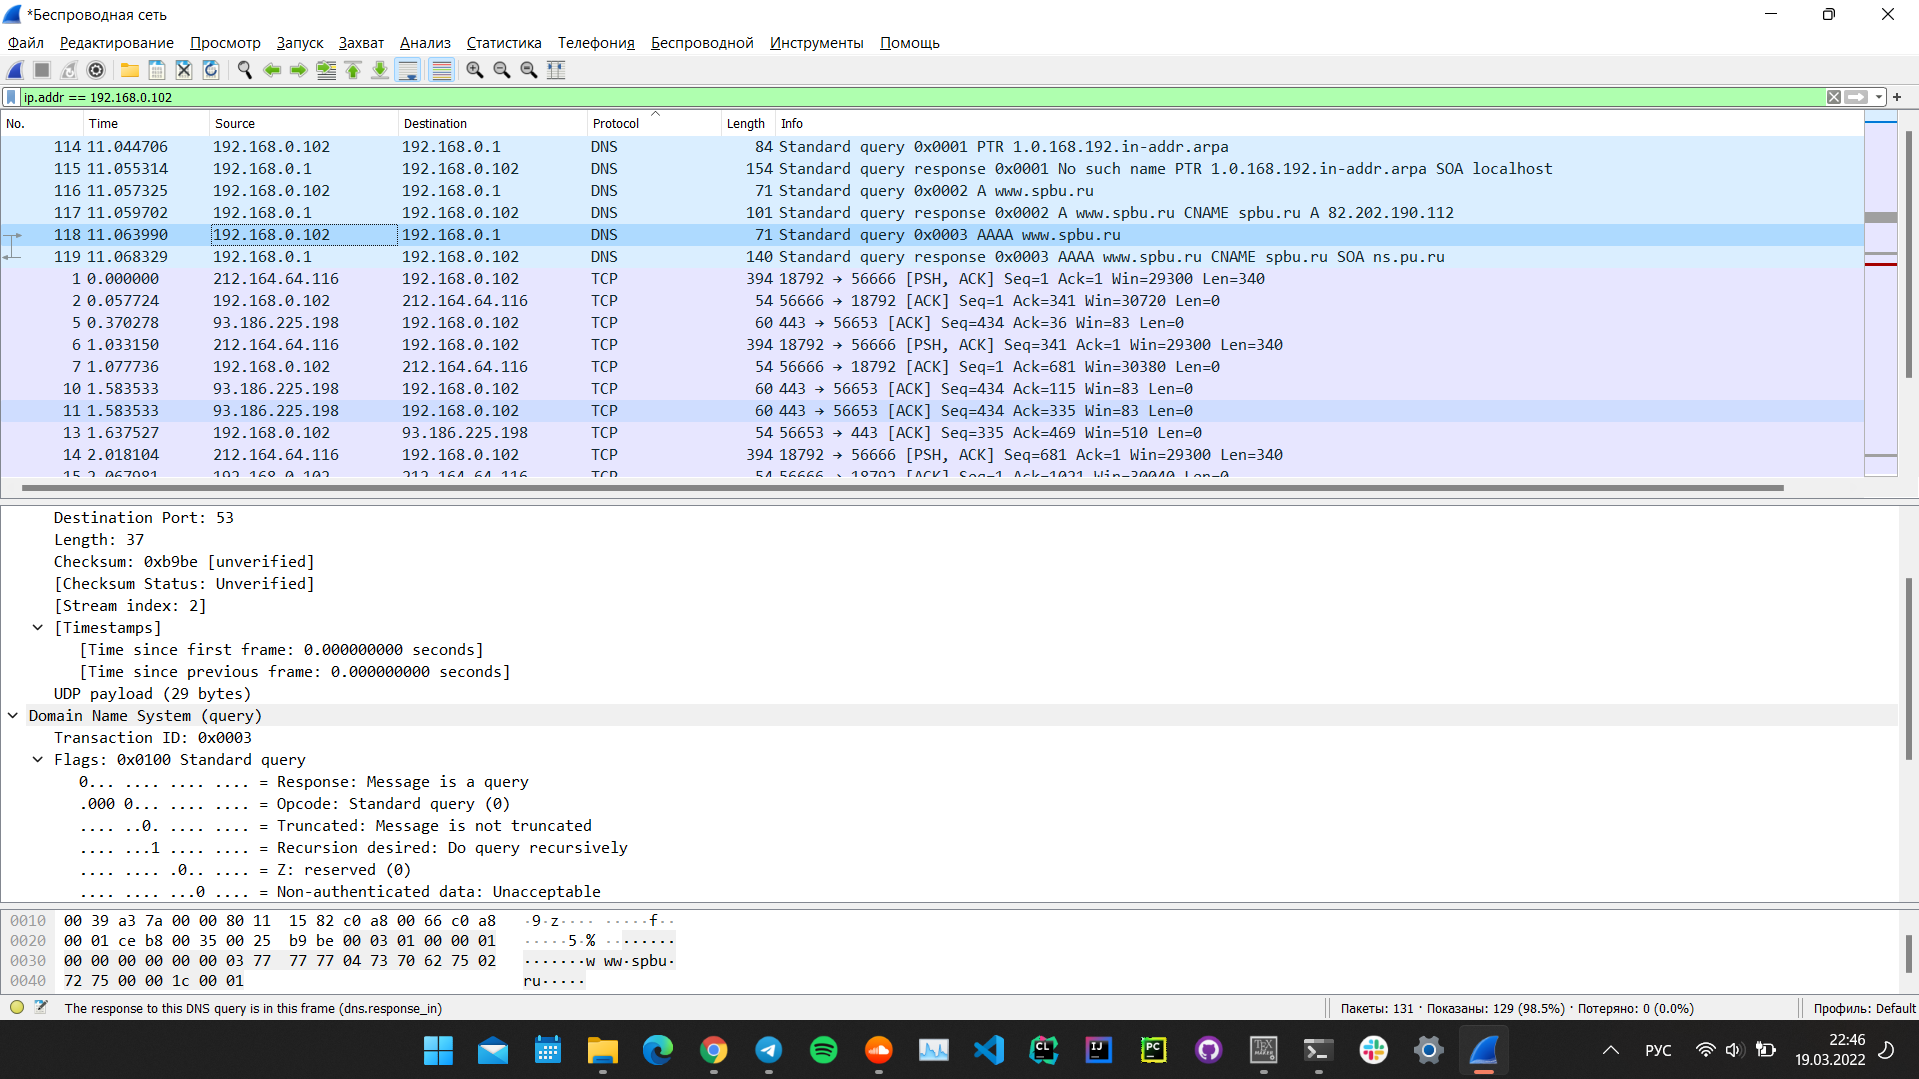 *Беспроводная сеть
Файл Редактирование Просмотр Запуск Захват Анализ Статистика Телефония Беспроводной Инструменты Помощь
ip.addr == 192.168.0.102
No. Time Source Destination Protocol Length Info
114 11.044706 192.168.0.102 192.168.0.1 DNS 84 Standard query 0x0001 PTR 1.0.168.192.in-addr.arpa
115 11.055314 192.168.0.1 192.168.0.102 DNS 154 Standard query response 0x0001 No such name PTR 1.0.168.192.in-addr.arpa SOA localhost
116 11.057325 192.168.0.102 192.168.0.1 DNS 71 Standard query 0x0002 A www.spbu.ru
117 11.059702 192.168.0.1 192.168.0.102 DNS 101 Standard query response 0x0002 A www.spbu.ru CNAME spbu.ru A 82.202.190.112
118 11.063990 192.168.0.102 192.168.0.1 DNS 71 Standard query 0x0003 AAAA www.spbu.ru
119 11.068329 192.168.0.1 192.168.0.102 DNS 140 Standard query response 0x0003 AAAA www.spbu.ru CNAME spbu.ru SOA ns.pu.ru
1 0.000000 212.164.64.116 192.168.0.102 TCP 394 18792 → 56666 [PSH, ACK] Seq=1 Ack=1 Win=29300 Len=340
2 0.057724 192.168.0.102 212.164.64.116 TCP 54 56666 → 18792 [ACK] Seq=1 Ack=341 Win=30720 Len=0
5 0.370278 93.186.225.198 192.168.0.102 TCP 60 443 → 56653 [ACK] Seq=434 Ack=36 Win=83 Len=0
6 1.033150 212.164.64.116 192.168.0.102 TCP 394 18792 → 56666 [PSH, ACK] Seq=341 Ack=1 Win=29300 Len=340
7 1.077736 192.168.0.102 212.164.64.116 TCP 54 56666 → 18792 [ACK] Seq=1 Ack=681 Win=30380 Len=0
10 1.583533 93.186.225.198 192.168.0.102 TCP 60 443 → 56653 [ACK] Seq=434 Ack=115 Win=83 Len=0
11 1.583533 93.186.225.198 192.168.0.102 TCP 60 443 → 56653 [ACK] Seq=434 Ack=335 Win=83 Len=0
13 1.637527 192.168.0.102 93.186.225.198 TCP 54 56653 → 443 [ACK] Seq=335 Ack=469 Win=510 Len=0
14 2.018104 212.164.64.116 192.168.0.102 TCP 394 18792 → 56666 [PSH, ACK] Seq=681 Ack=1 Win=29300 Len=340
15 2.067981 192.168.0.102 212.164.64.116 TCP 54 56666 → 18792 [ACK] Seq=1 Ack=1021 Win=30040 Len=0
Destination Port: 53
Length: 37
Checksum: 0xb9be [unverified]
[Checksum Status: Unverified]
[Stream index: 2]
[Timestamps]
[Time since first frame: 0.000000000 seconds]
[Time since previous frame: 0.000000000 seconds]
UDP payload (29 bytes)
Domain Name System (query)
Transaction ID: 0x0003
Flags: 0x0100 Standard query
0... .... .... .... = Response: Message is a query
.000 0... .... .... = Opcode: Standard query (0)
.... ..0. .... .... = Truncated: Message is not truncated
.... ...1 .... .... = Recursion desired: Do query recursively
.... .... .0.. .... = Z: reserved (0)
.... .... ...0 .... = Non-authenticated data: Unacceptable
0010 00 39 a3 7a 00 00 80 11 15 82 c0 a8 00 66 c0 a8 ·9·z···· ·····f··
0020 00 01 ce b8 00 35 00 25 b9 be 00 03 01 00 00 01 ·····5·% ········
0030 00 00 00 00 00 00 03 77 77 77 04 73 70 62 75 02 ·······w ww·spbu·
0040 72 75 00 00 1c 00 01 ru·····
The response to this DNS query is in this frame (dns.response_in) Пакеты: 131 · Показаны: 129 (98.5%) · Потеряно: 0 (0.0%) Профиль: Default
CL IJ PC TEX MAKER
РУС 22:46
19.03.2022